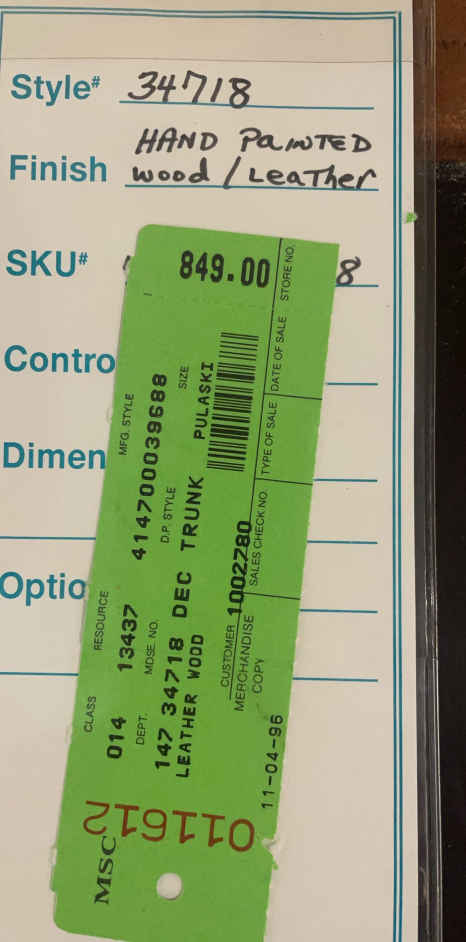 Style# 34718
HAND PAINTED
Finish wood / Leather
SKU# 8
Contro
Dimen
Optio
849.00
STORE NO.
DATE OF SALE
TYPE OF SALE
SALES CHECK NO.
MFG. STYLE
SIZE
414700039688
PULASKI
D.P. STYLE
RESOURCE
CLASS
014 13437
DEPT. MDSE NO.
147 34718 DEC TRUNK
LEATHER WOOD
CUSTOMER 1002780
MERCHANDISE
COPY
11-04-96
011612
MSC